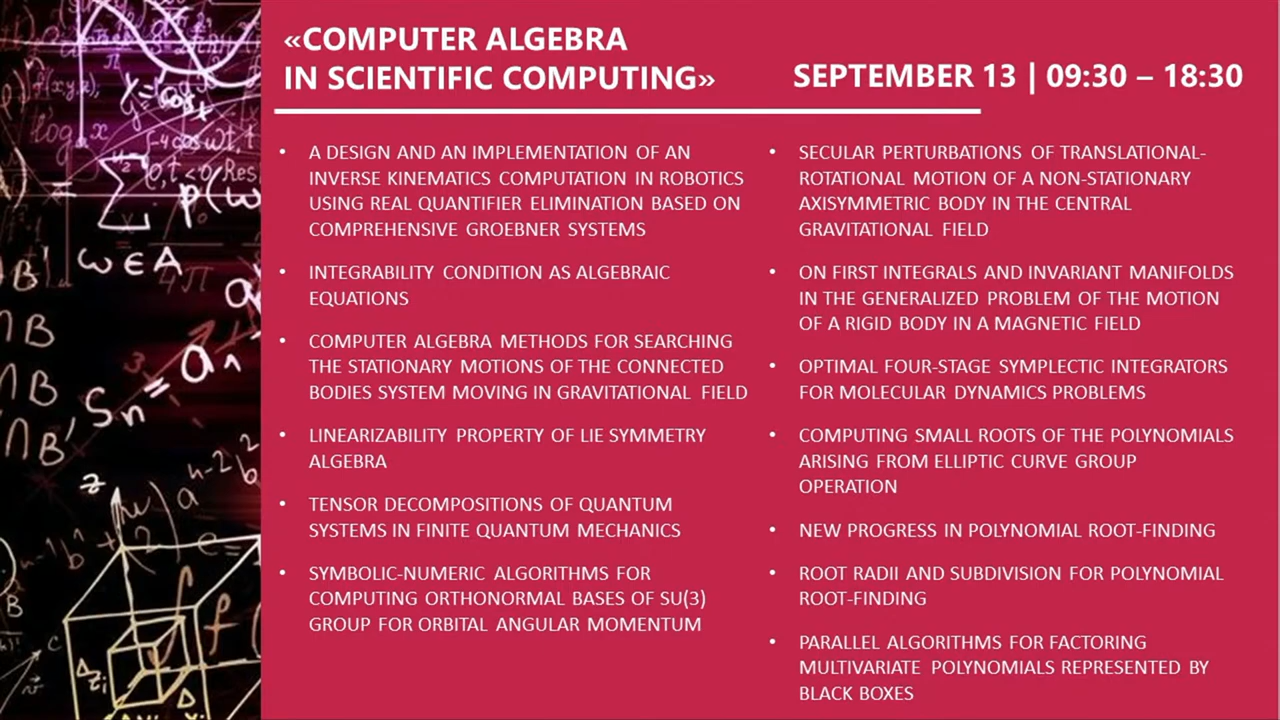 «COMPUTER ALGEBRA
IN SCIENTIFIC COMPUTING»
SEPTEMBER 13 | 09:30 – 18:30
• A DESIGN AND AN IMPLEMENTATION OF AN
INVERSE KINEMATICS COMPUTATION IN ROBOTICS
USING REAL QUANTIFIER ELIMINATION BASED ON
COMPREHENSIVE GROEBNER SYSTEMS
• INTEGRABILITY CONDITION AS ALGEBRAIC
EQUATIONS
• COMPUTER ALGEBRA METHODS FOR SEARCHING
THE STATIONARY MOTIONS OF THE CONNECTED
BODIES SYSTEM MOVING IN GRAVITATIONAL FIELD
• LINEARIZABILITY PROPERTY OF LIE SYMMETRY
ALGEBRA
• TENSOR DECOMPOSITIONS OF QUANTUM
SYSTEMS IN FINITE QUANTUM MECHANICS
• SYMBOLIC-NUMERIC ALGORITHMS FOR
COMPUTING ORTHONORMAL BASES OF SU(3)
GROUP FOR ORBITAL ANGULAR MOMENTUM
• SECULAR PERTURBATIONS OF TRANSLATIONAL-
ROTATIONAL MOTION OF A NON-STATIONARY
AXISYMMETRIC BODY IN THE CENTRAL
GRAVITATIONAL FIELD
• ON FIRST INTEGRALS AND INVARIANT MANIFOLDS
IN THE GENERALIZED PROBLEM OF THE MOTION
OF A RIGID BODY IN A MAGNETIC FIELD
• OPTIMAL FOUR-STAGE SYMPLECTIC INTEGRATORS
FOR MOLECULAR DYNAMICS PROBLEMS
• COMPUTING SMALL ROOTS OF THE POLYNOMIALS
ARISING FROM ELLIPTIC CURVE GROUP
OPERATION
• NEW PROGRESS IN POLYNOMIAL ROOT-FINDING
• ROOT RADII AND SUBDIVISION FOR POLYNOMIAL
ROOT-FINDING
• PARALLEL ALGORITHMS FOR FACTORING
MULTIVARIATE POLYNOMIALS REPRESENTED BY
BLACK BOXES
ω ∈ A